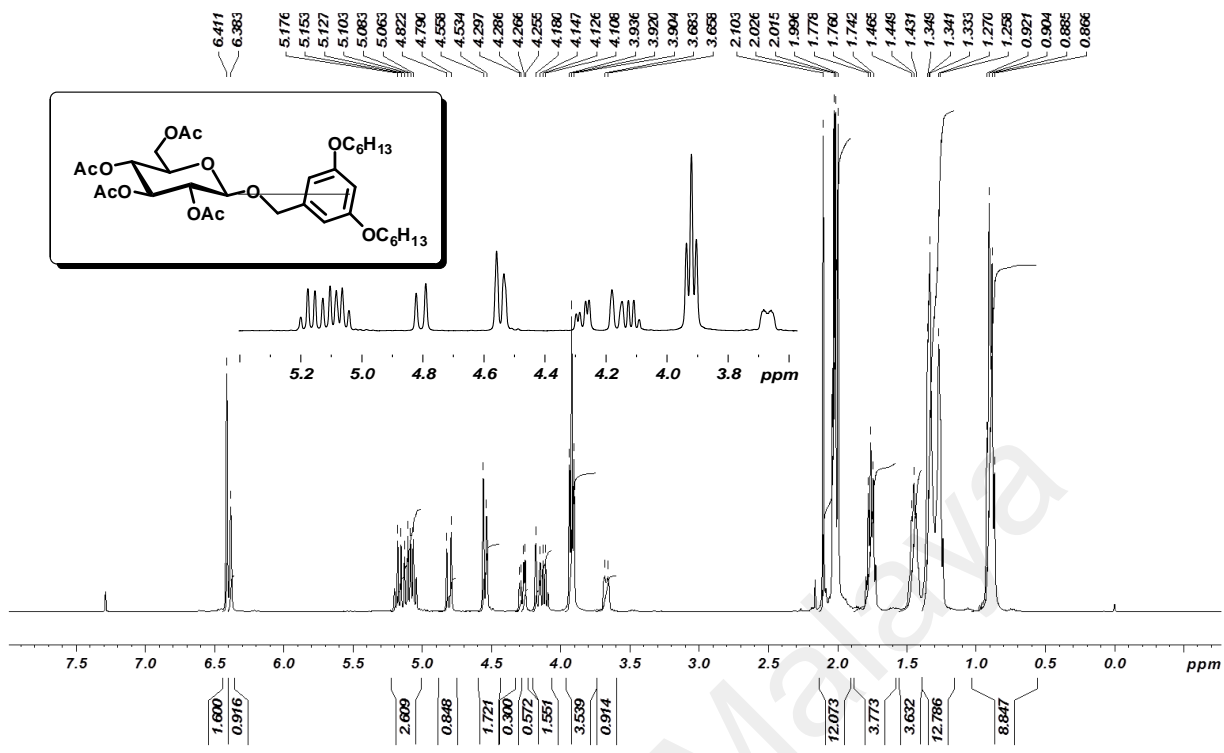 6.411 6.383 5.176 5.153 5.127 5.103 5.083 5.063 4.822 4.790 4.558 4.534 4.297 4.286 4.266 4.255 4.180 4.147 4.126 4.108 3.936 3.920 3.904 3.683 3.658 2.103 2.026 2.015 1.996 1.778 1.760 1.742 1.465 1.449 1.431 1.349 1.341 1.333 1.270 1.258 0.921 0.904 0.885 0.866
OAc
OC6H13
AcO
O
AcO
O
OAc
OC6H13
5.2 5.0 4.8 4.6 4.4 4.2 4.0 3.8 ppm
7.5 7.0 6.5 6.0 5.5 5.0 4.5 4.0 3.5 3.0 2.5 2.0 1.5 1.0 0.5 0.0 ppm
1.600 0.916 2.609 0.848 1.721 0.300 0.572 1.551 3.539 0.914 12.073 3.773 3.632 12.786 8.847
Malaya